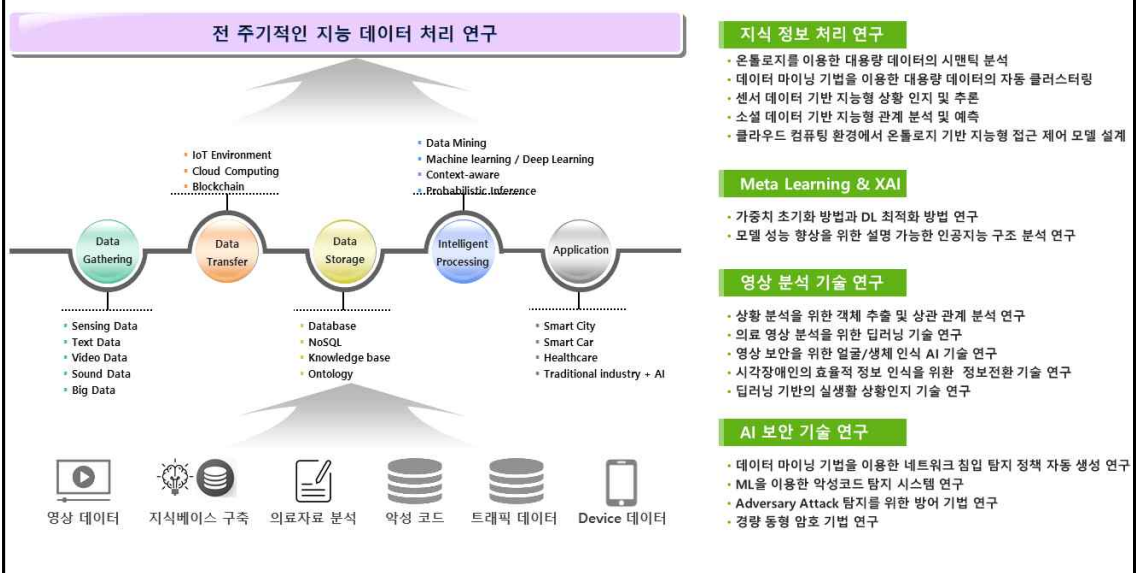 전 주기적인 지능 데이터 처리 연구
IoT Environment
Cloud Computing
Blockchain
Data Mining
Machine learning / Deep Learning
Context-aware
Probabilistic Inference
Data
Gathering
Data
Transfer
Data
Storage
Intelligent
Processing
Application
Sensing Data
Text Data
Video Data
Sound Data
Big Data
Database
NoSQL
Knowledge base
Ontology
Smart City
Smart Car
Healthcare
Traditional industry + AI
영상 데이터
지식베이스 구축
의료자료 분석
악성 코드
트래픽 데이터
Device 데이터
지식 정보 처리 연구
온톨로지를 이용한 대용량 데이터의 시맨틱 분석
데이터 마이닝 기법을 이용한 대용량 데이터의 자동 클러스터링
센서 데이터 기반 지능형 상황 인지 및 추론
소셜 데이터 기반 지능형 관계 분석 및 예측
클라우드 컴퓨팅 환경에서 온톨로지 기반 지능형 접근 제어 모델 설계
Meta Learning & XAI
가중치 초기화 방법과 DL 최적화 방법 연구
모델 성능 향상을 위한 설명 가능한 인공지능 구조 분석 연구
영상 분석 기술 연구
상황 분석을 위한 객체 추출 및 상관 관계 분석 연구
의료 영상 분석을 위한 딥러닝 기술 연구
영상 보안을 위한 얼굴/생체 인식 AI 기술 연구
시각장애인의 효율적 정보 인식을 위환 정보전환 기술 연구
딥러닝 기반의 실생활 상황인지 기술 연구
AI 보안 기술 연구
데이터 마이닝 기법을 이용한 네트워크 침입 탐지 정책 자동 생성 연구
ML을 이용한 악성코드 탐지 시스템 연구
Adversary Attack 탐지를 위한 방어 기법 연구
경량 동형 암호 기법 연구